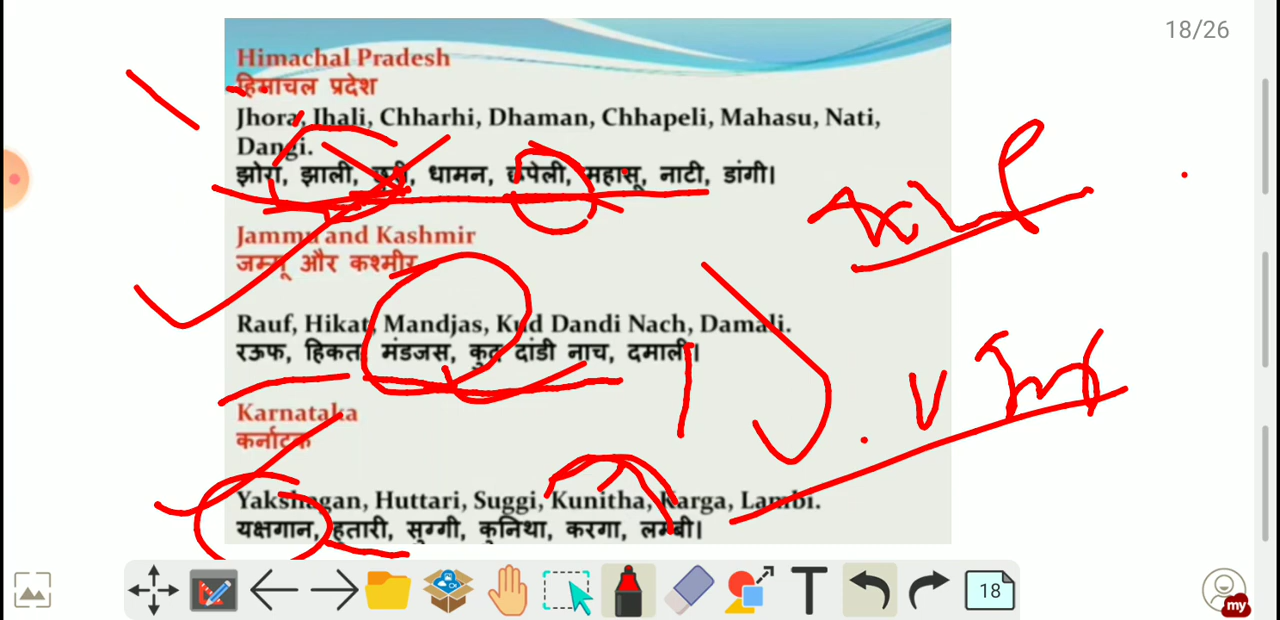 18/26
Himachal Pradesh
हिमाचल प्रदेश
Jhora, Jhali, Chharhi, Dhaman, Chhapeli, Mahasu, Nati,
Dangi.
झोरा, झाली, छड़ी, धामन, छपेली, महासू, नाटी, डांगी।
Jammu and Kashmir
जम्मू और कश्मीर
Rauf, Hikat, Mandjas, Kud Dandi Nach, Damali.
रऊफ, हिकत, मंडजस, कुद दांडी नाच, दमाली।
Karnataka
कर्नाटक
Yakshagan, Huttari, Suggi, Kunitha, Karga, Lambi.
यक्षगान, हुतारी, सुग्गी, कुनिथा, करगा, लम्बी।
T
18
my